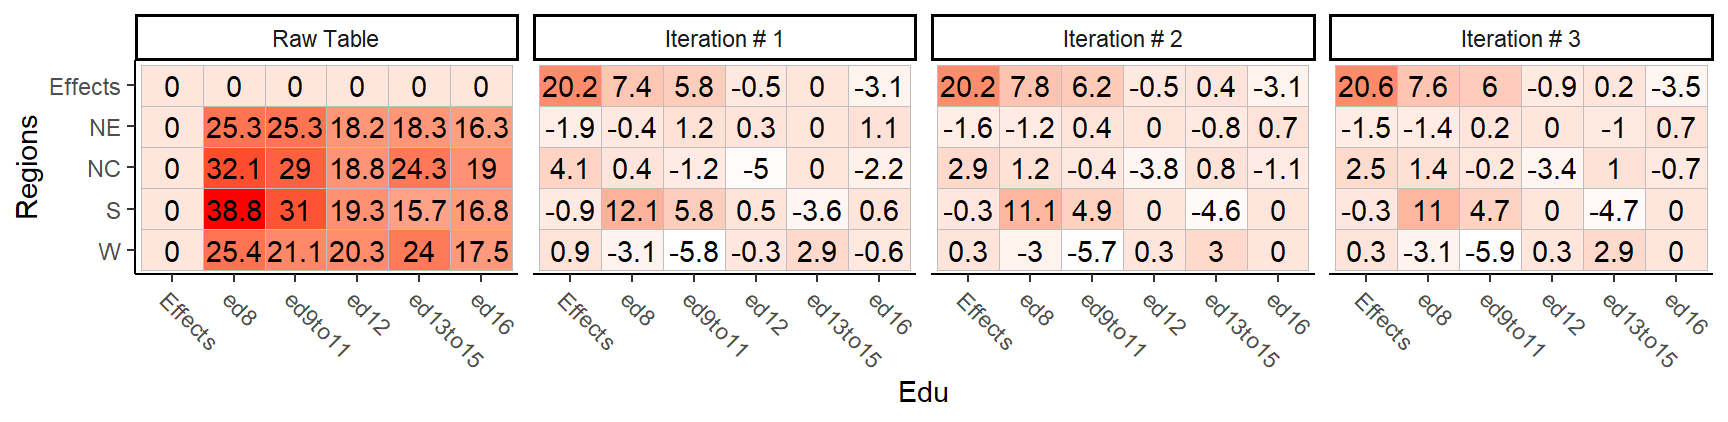 Raw Table Iteration # 1 Iteration # 2 Iteration # 3
Effects 0 0 0 0 0 0 20.2 7.4 5.8 -0.5 0 -3.1 20.2 7.8 6.2 -0.5 0.4 -3.1 20.6 7.6 6 -0.9 0.2 -3.5
NE 0 25.3 25.3 18.2 18.3 16.3 -1.9 -0.4 1.2 0.3 0 1.1 -1.6 -1.2 0.4 0 -0.8 0.7 -1.5 -1.4 0.2 0 -1 0.7
NC 0 32.1 29 18.8 24.3 19 4.1 0.4 -1.2 -5 0 -2.2 2.9 1.2 -0.4 -3.8 0.8 -1.1 2.5 1.4 -0.2 -3.4 1 -0.7
S 0 38.8 31 19.3 15.7 16.8 -0.9 12.1 5.8 0.5 -3.6 0.6 -0.3 11.1 4.9 0 -4.6 0 -0.3 11 4.7 0 -4.7 0
W 0 25.4 21.1 20.3 24 17.5 0.9 -3.1 -5.8 -0.3 2.9 -0.6 0.3 -3 -5.7 0.3 3 0 0.3 -3.1 -5.9 0.3 2.9 0
Regions
Effects ed8 ed9to11 ed12 ed13to15 ed16 Effects ed8 ed9to11 ed12 ed13to15 ed16 Effects ed8 ed9to11 ed12 ed13to15 ed16 Effects ed8 ed9to11 ed12 ed13to15 ed16
Edu